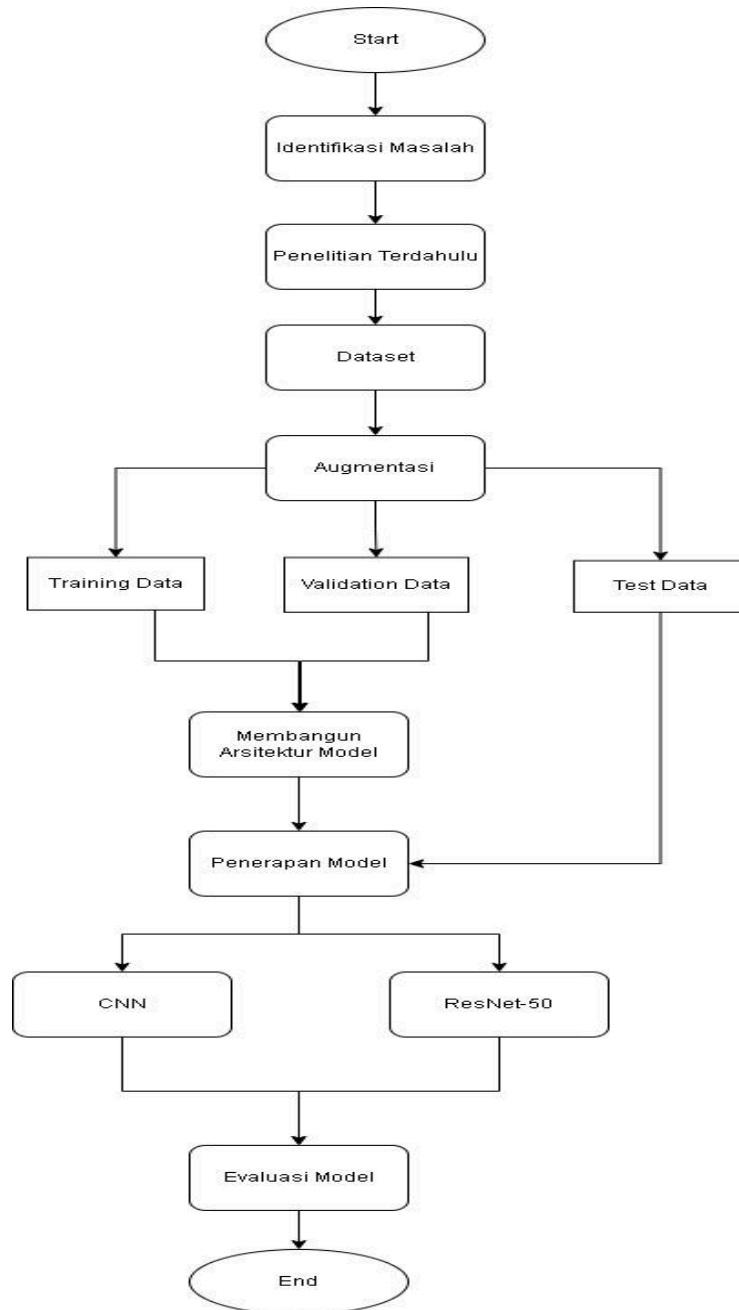 Start
Identifikasi Masalah
Penelitian Terdahulu
Dataset
Augmentasi
Training Data
Validation Data
Test Data
Membangun
Arsitektur Model
Penerapan Model
CNN
ResNet-50
Evaluasi Model
End